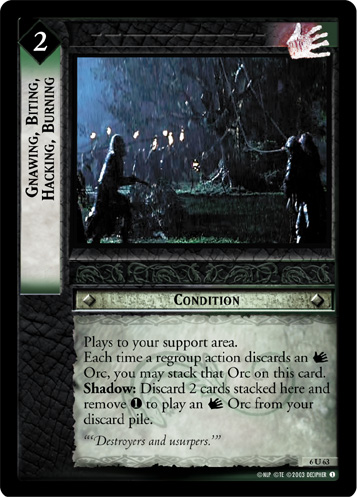 2
GNAWING, BITING,
HACKING, BURNING
CONDITION
Plays to your support area.
Each time a regroup action discards an
Orc, you may stack that Orc on this card.
Shadow: Discard 2 cards stacked here and
remove 1 to play an Orc from your
discard pile.
“‘Destroyers and usurpers.’”
6 U 63
©NLP ©TE ©2003 DECIPHER